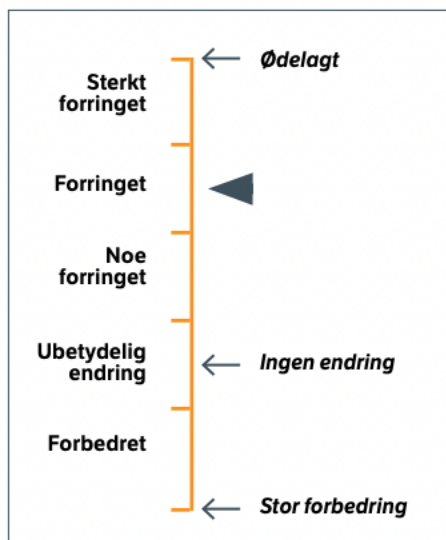 Ødelagt
Sterkt
forringet
Forringet
Noe
forringet
Ubetydelig
endring
Ingen endring
Forbedret
Stor forbedring